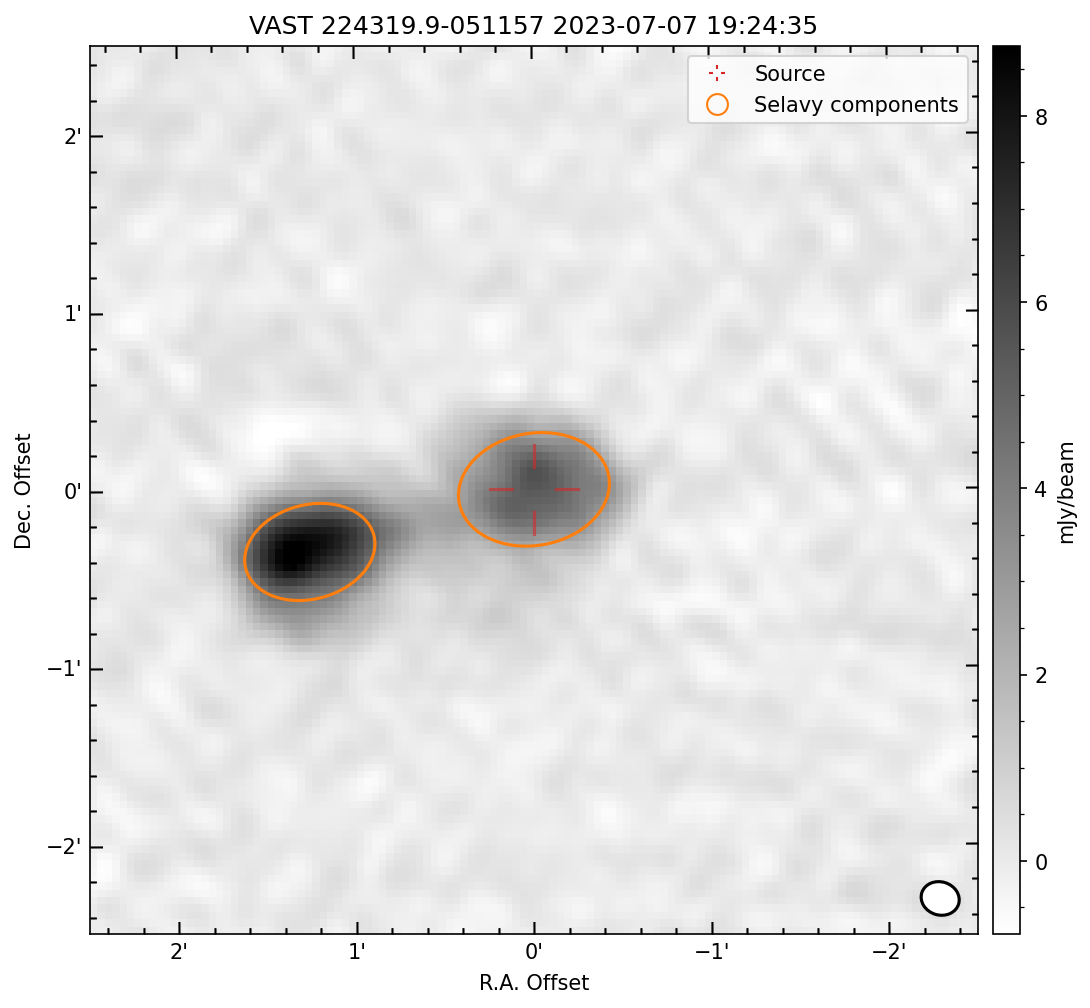 VAST 224319.9-051157 2023-07-07 19:24:35
Source
Selavy components
2'
1'
0'
−1'
−2'
Dec. Offset
2'
1'
0'
−1'
−2'
R.A. Offset
8
6
4
2
0
mJy/beam